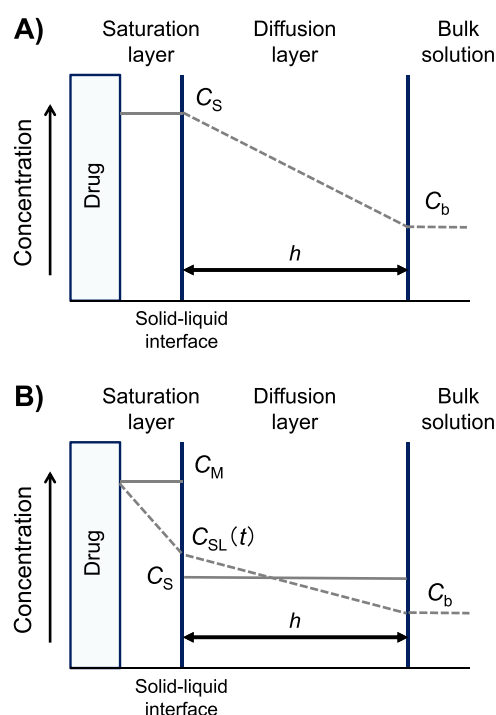 A)
Saturation layer
Diffusion layer
Bulk solution
Concentration
Drug
CS
Cb
h
Solid-liquid interface
B)
Saturation layer
Diffusion layer
Bulk solution
Concentration
Drug
CM
CSL(t)
CS
Cb
h
Solid-liquid interface